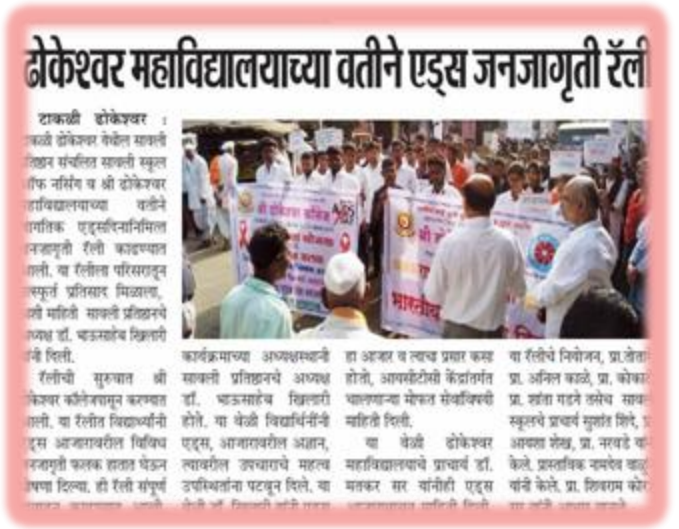 ढोकेश्वर महाविद्यालयाच्या वतीने एड्स जनजागृती रॅली
टाकळी ढोकेश्वर :
टाकळी ढोकेश्वर येथील सावली
प्रतिष्ठान संचलित सावली स्कूल
ऑफ नर्सिंग व श्री ढोकेश्वर
महाविद्यालयाच्या वतीने
जागतिक एड्सदिनानिमित्त
जनजागृती रॅली काढण्यात
आली. या रॅलीला परिसरातून
प्रतिसाद मिळाला,
अशी माहिती सावली प्रतिष्ठानचे
अध्यक्ष डॉ. भाऊसाहेब खिलारी
यांनी दिली.
रॅलीची सुरुवात श्री
ढोकेश्वर कॉलेजपासून करण्यात
आली. या रॅलीत विद्यार्थ्यांनी
एड्स आजारावरील विविध
जनजागृती फलक हातात घेऊन
घोषणा दिल्या. ही रॅली संपूर्ण
श्री ढोकेश्वर कॉलेज
कार्यक्रमाच्या अध्यक्षस्थानी
सावली प्रतिष्ठानचे अध्यक्ष
डॉ. भाऊसाहेब खिलारी
होते. या वेळी विद्यार्थिनींनी
एड्स, आजारावरील अज्ञान,
त्यावरील उपचाराचे महत्व
उपस्थितांना पटवून दिले. या
हा आजार व त्याचा प्रसार कसा
होतो, आयसीटीसी केंद्रांतर्गत
चालणाऱ्या मोफत सेवांविषयी
माहिती दिली.
या वेळी ढोकेश्वर
महाविद्यालयाचे प्राचार्य डॉ.
मतकर सर यांनीही एड्स
या रॅलीचे नियोजन, प्रा.
प्रा. अनिल काळे, प्रा.
प्रा. शांता गडगे तसेच
स्कूलचे प्राचार्य सुशांत शिंदे,
आयशा शेख, प्रा. नरवडे
केले. प्रास्ताविक नामदेव
यांनी केले. प्रा. शिवराम